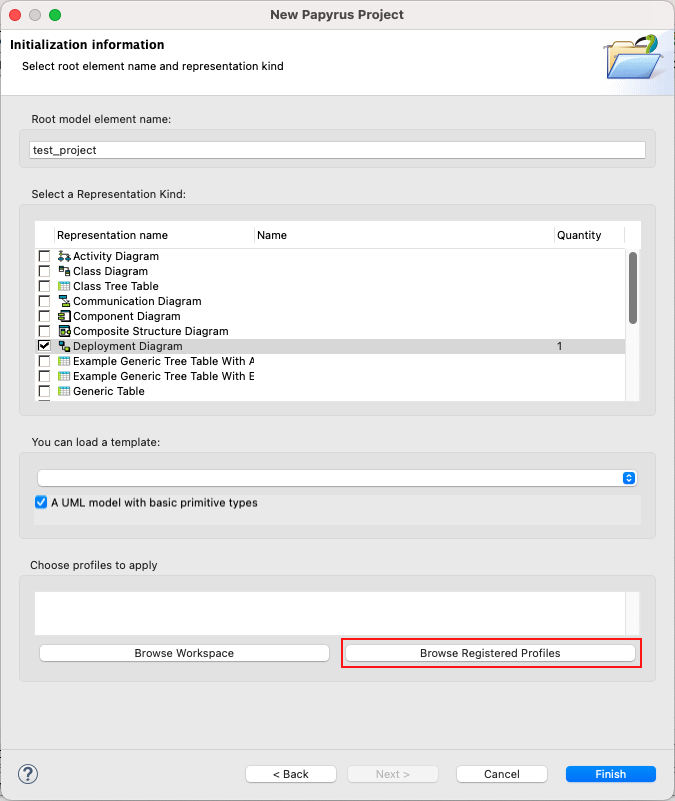 New Papyrus Project
Initialization information
Select root element name and representation kind
Root model element name:
test_project
Select a Representation Kind:
Representation name Name Quantity
Activity Diagram
Class Diagram
Class Tree Table
Communication Diagram
Component Diagram
Composite Structure Diagram
Deployment Diagram 1
Example Generic Tree Table With A
Example Generic Tree Table With E
Generic Table
You can load a template:
A UML model with basic primitive types
Choose profiles to apply
Browse Workspace Browse Registered Profiles
? < Back Next > Cancel Finish